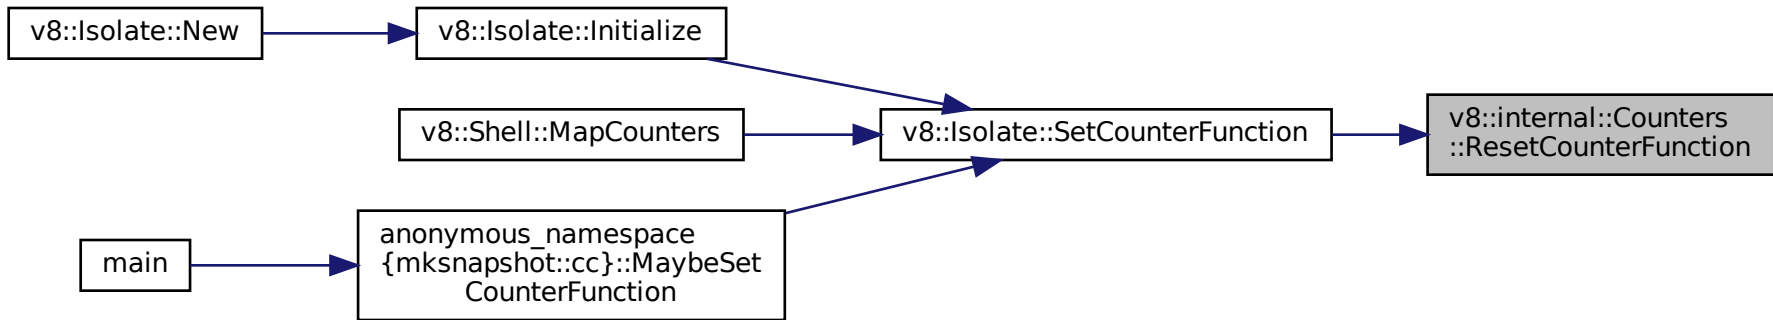 v8::Isolate::New
v8::Isolate::Initialize
v8::Shell::MapCounters
v8::Isolate::SetCounterFunction
v8::internal::Counters
::ResetCounterFunction
main
anonymous_namespace
{mksnapshot::cc}::MaybeSet
CounterFunction